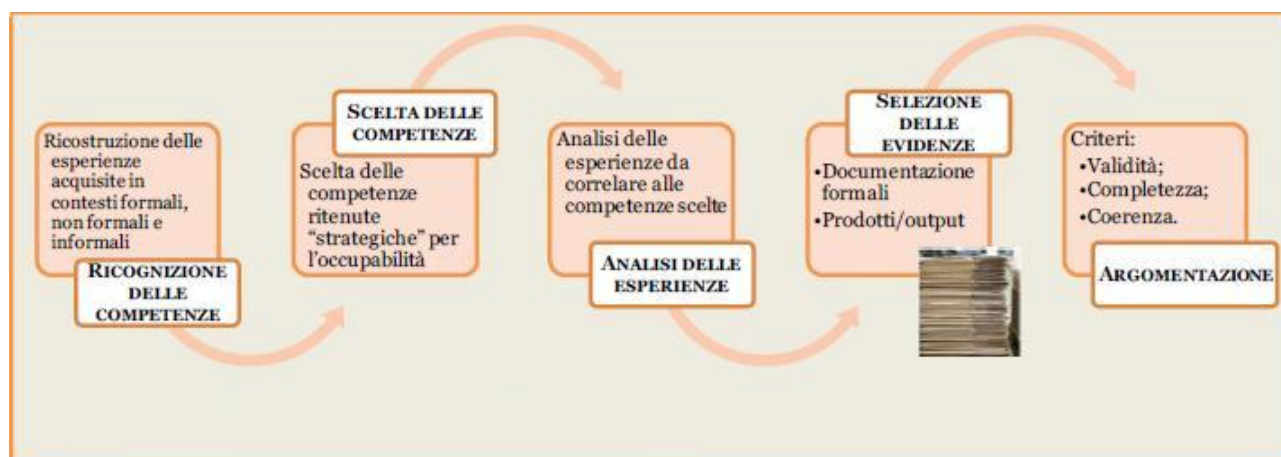 Ricostruzione delle
esperienze
acquisite in
contesti formali,
non formali e
informali
RICOGNIZIONE
DELLE
COMPETENZE
SCELTA DELLE
COMPETENZE
Scelta delle
competenze
ritenute
“strategiche” per
l’occupabilità
Analisi delle
esperienze da
correlare alle
competenze scelte
ANALISI DELLE
ESPERIENZE
SELEZIONE
DELLE
EVIDENZE
•Documentazione
formali
•Prodotti/output
Criteri:
•Validità;
•Completezza;
•Coerenza.
ARGOMENTAZIONE